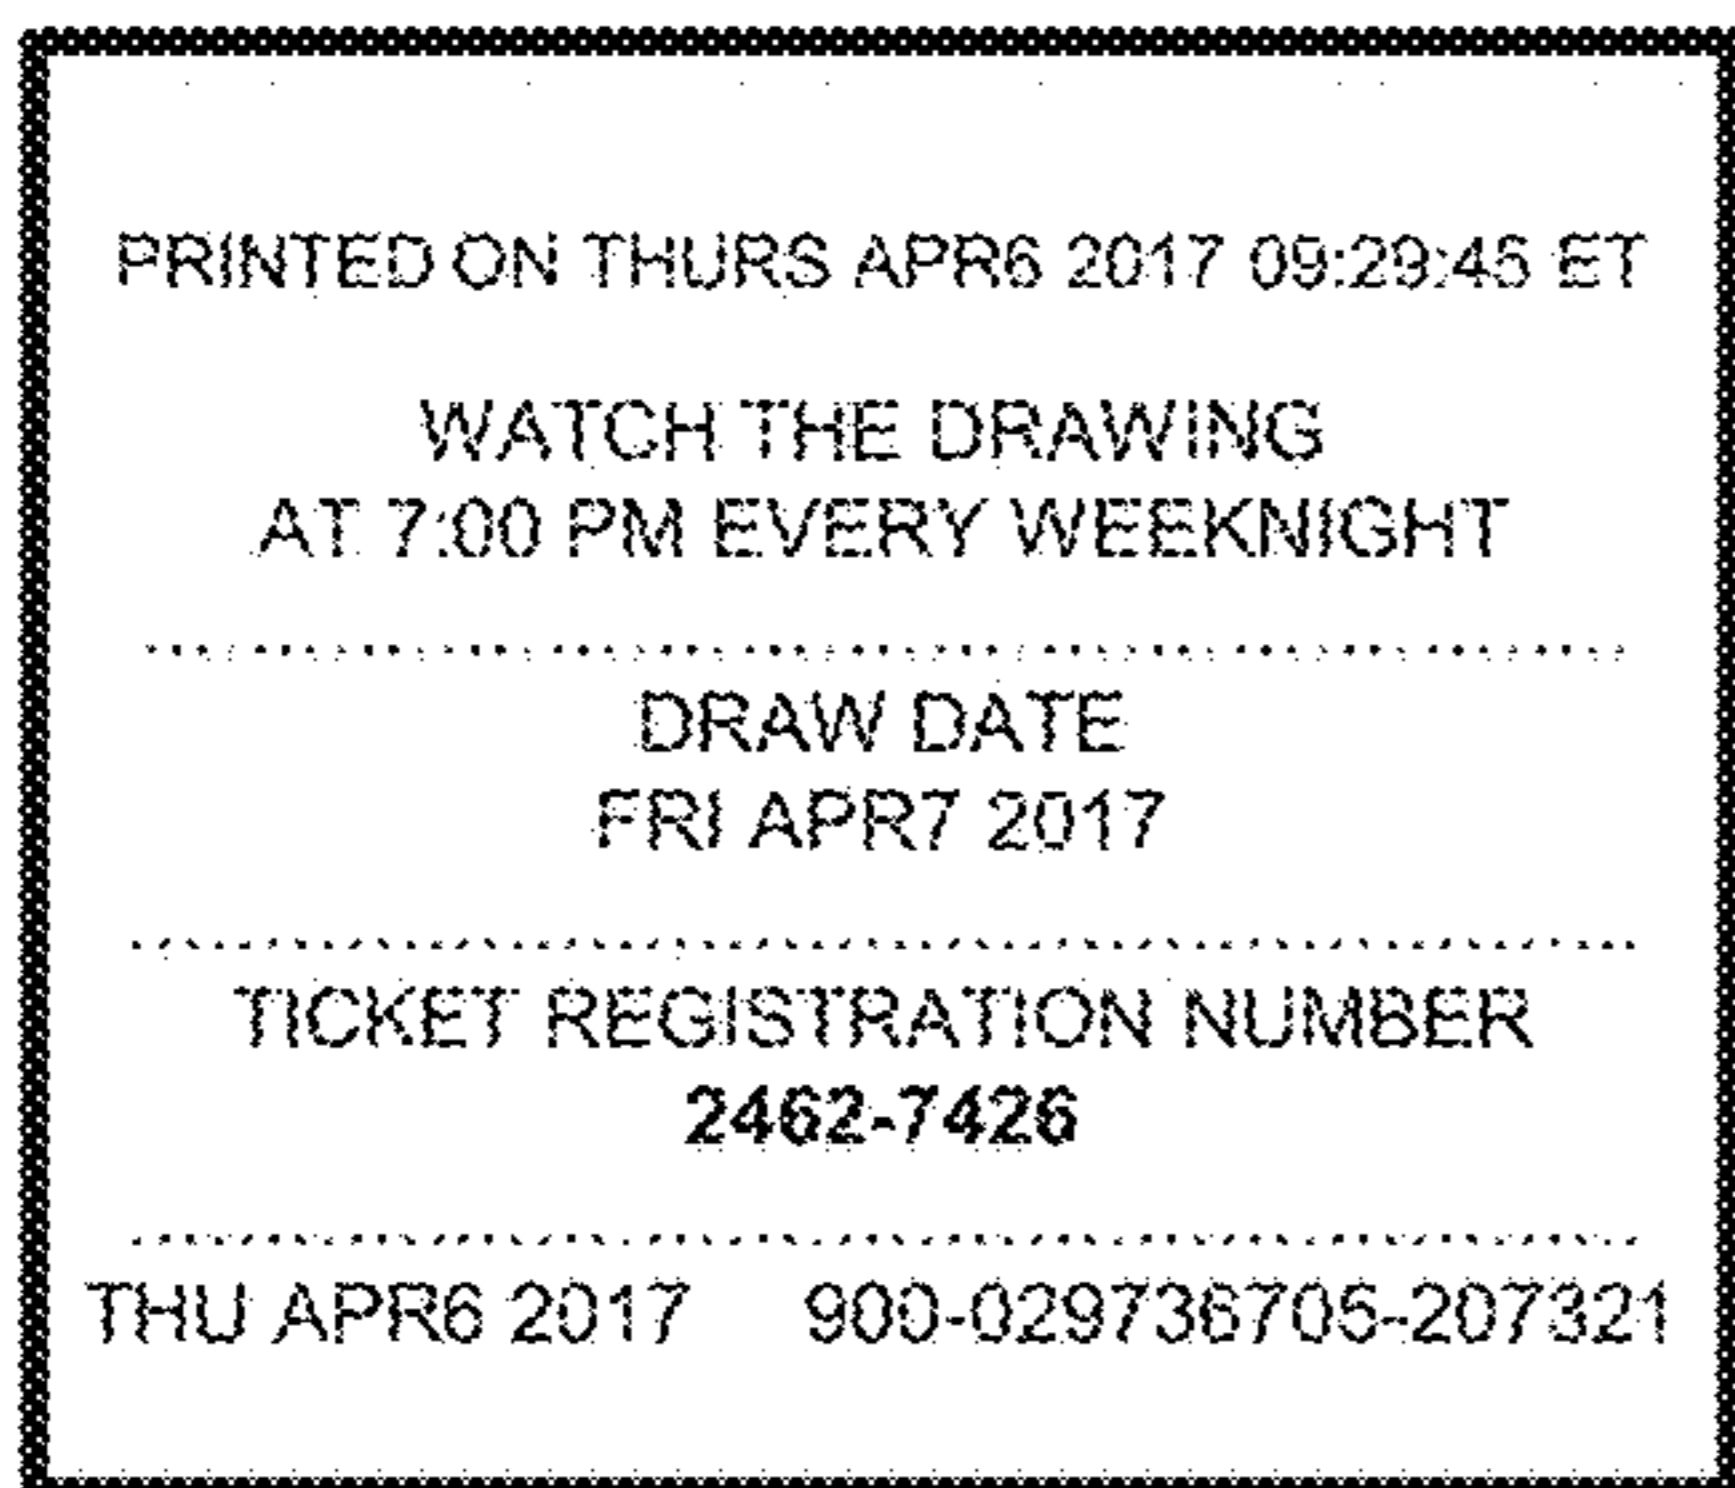 PRINTED ON THURS APR6 2017 09:29:45 ET
WATCH THE DRAWING
AT 7:00 PM EVERY WEEKNIGHT
DRAW DATE
FRI APR7 2017
TICKET REGISTRATION NUMBER
2462-7426
THU APR6 2017 900-029736705-207321